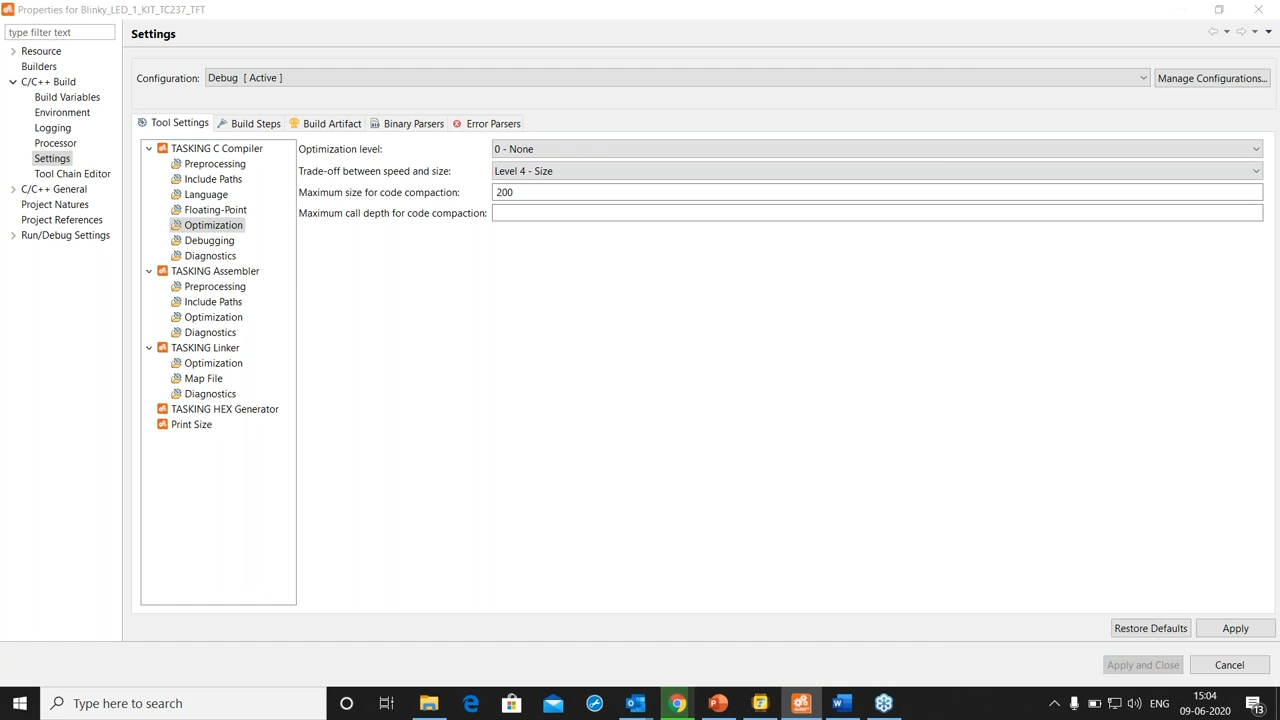 Properties for Blinky_LED_1_KIT_TC237_TFT
type filter text
Resource
Builders
C/C++ Build
Build Variables
Environment
Logging
Processor
Settings
Tool Chain Editor
C/C++ General
Project Natures
Project References
Run/Debug Settings
Settings
Configuration:
Debug [ Active ]
Manage Configurations...
Tool Settings
Build Steps
Build Artifact
Binary Parsers
Error Parsers
TASKING C Compiler
Preprocessing
Include Paths
Language
Floating-Point
Optimization
Debugging
Diagnostics
TASKING Assembler
Preprocessing
Include Paths
Optimization
Diagnostics
TASKING Linker
Optimization
Map File
Diagnostics
TASKING HEX Generator
Print Size
Optimization level:
0 - None
Trade-off between speed and size:
Level 4 - Size
Maximum size for code compaction:
200
Maximum call depth for code compaction:
Restore Defaults
Apply
Apply and Close
Cancel
Type here to search
ENG
15:04
09-06-2020
13